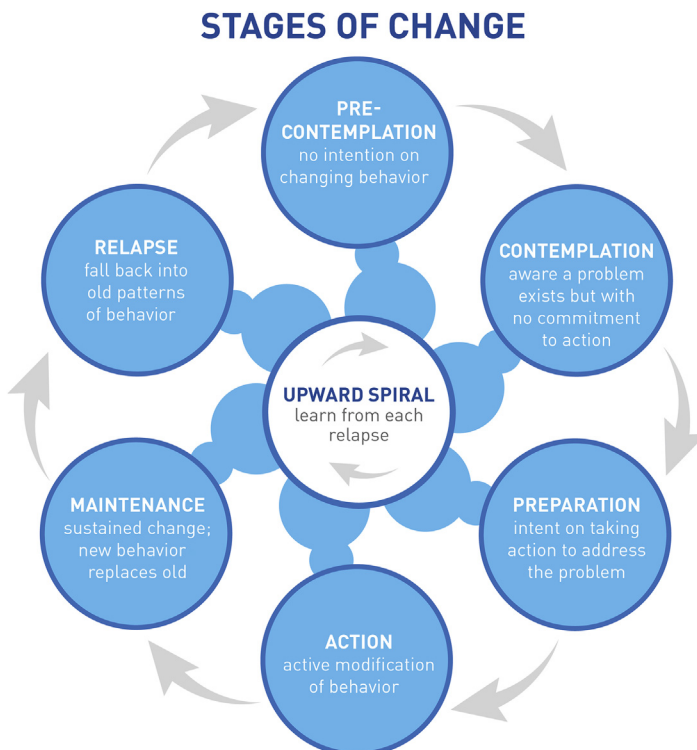 STAGES OF CHANGE
PRE-
CONTEMPLATION
no intention on
changing behavior
CONTEMPLATION
aware a problem
exists but with
no commitment
to action
PREPARATION
intent on taking
action to address
the problem
ACTION
active modification
of behavior
MAINTENANCE
sustained change;
new behavior
replaces old
RELAPSE
fall back into
old patterns
of behavior
UPWARD SPIRAL
learn from each
relapse